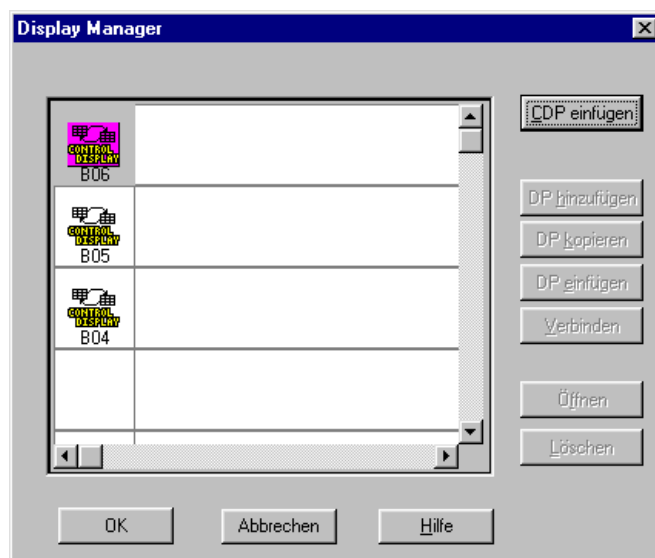 Display Manager
CONTROL
DISPLAY
B06
CONTROL
DISPLAY
B05
CONTROL
DISPLAY
B04
CDP einfügen
DP hinzufügen
DP kopieren
DP einfügen
Verbinden
Öffnen
Löschen
OK
Abbrechen
Hilfe